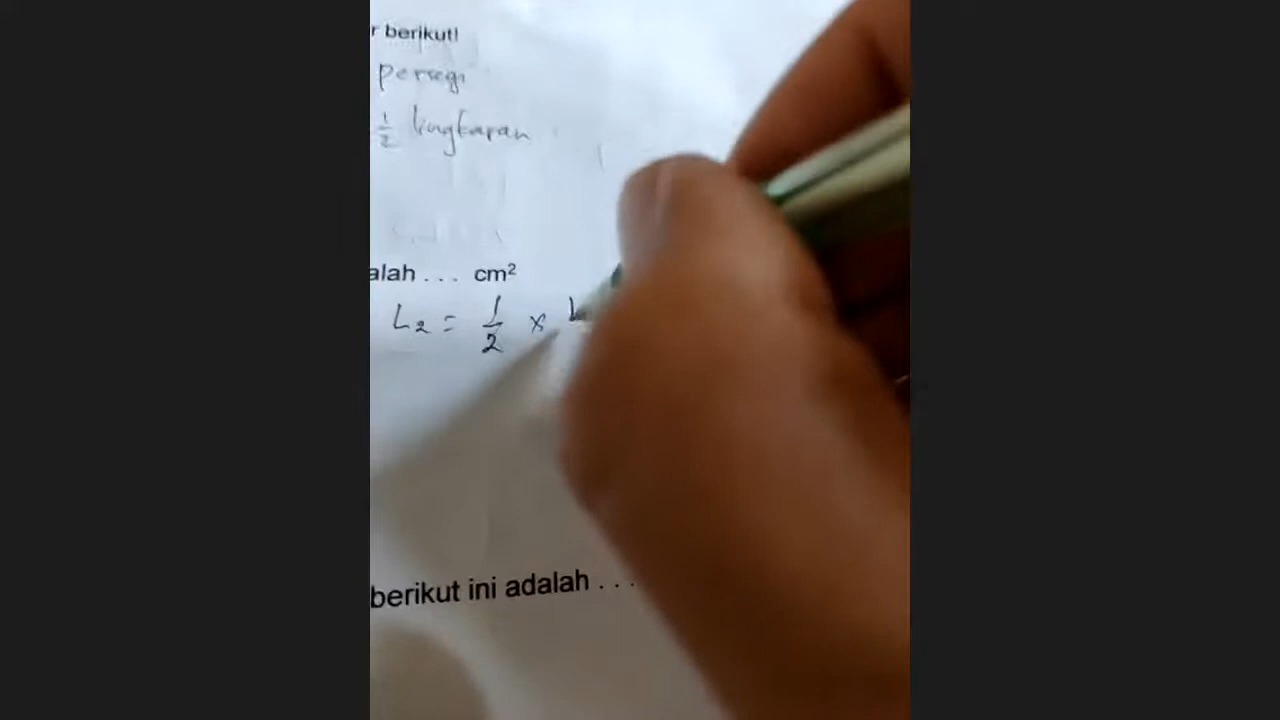 r berikut!
persegi
1/2 lingkaran
alah . . . cm²
L₂ = 1/2 × L
berikut ini adalah . . .